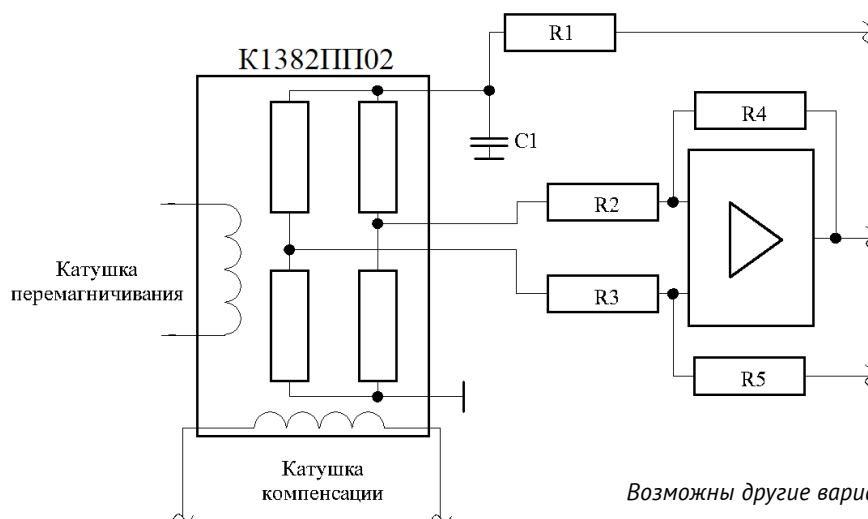 К1382ПП02
R1
C1
R4
R2
R3
R5
Катушка
перемагничивания
Катушка
компенсации
Возможны другие вари